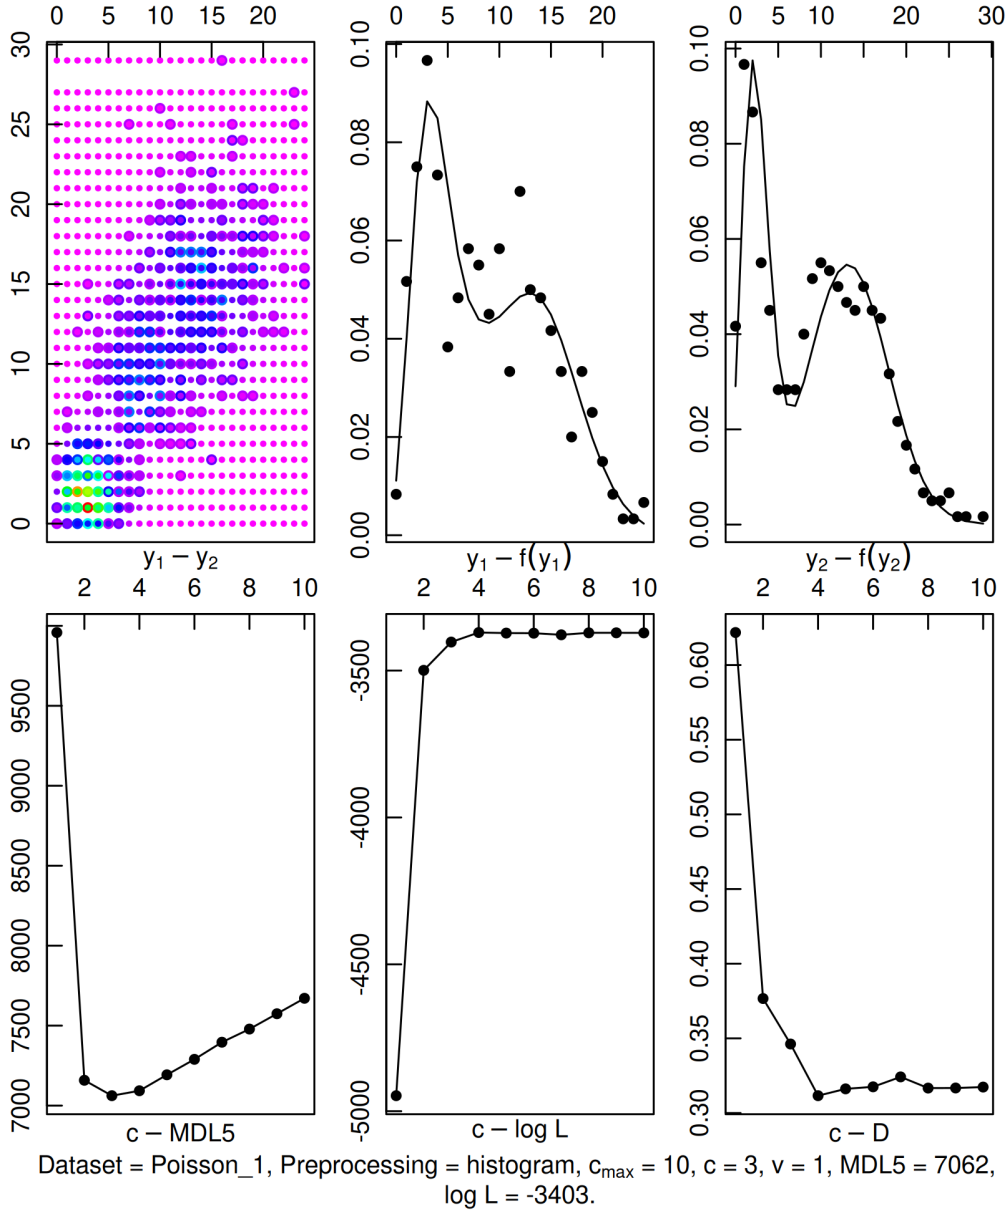 0 5 10 15 20
0 5 10 15 20 25 30
y1 – y2
0 5 10 15 20
0.00 0.02 0.04 0.06 0.08 0.10
y1 – f(y1)
0 5 10 15 20 25 30
0.00 0.02 0.04 0.06 0.08 0.10
y2 – f(y2)
2 4 6 8 10
7000 7500 8000 8500 9000 9500
c – MDL5
2 4 6 8 10
-5000 -4500 -4000 -3500
c – log L
2 4 6 8 10
0.30 0.35 0.40 0.45 0.50 0.55 0.60
c – D
Dataset = Poisson_1, Preprocessing = histogram, cmax = 10, c = 3, v = 1, MDL5 = 7062,
log L = -3403.